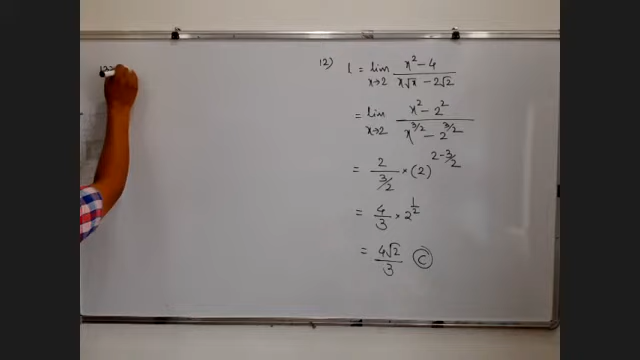 12) l = lim x→2 (x² − 4)/(x√x − 2√2)
= lim x→2 (x² − 2²)/(x^{3/2} − 2^{3/2})
= 2/(3/2) × (2)^{2−3/2}
= 4/3 × 2^{1/2}
= 4√2/3 (C)